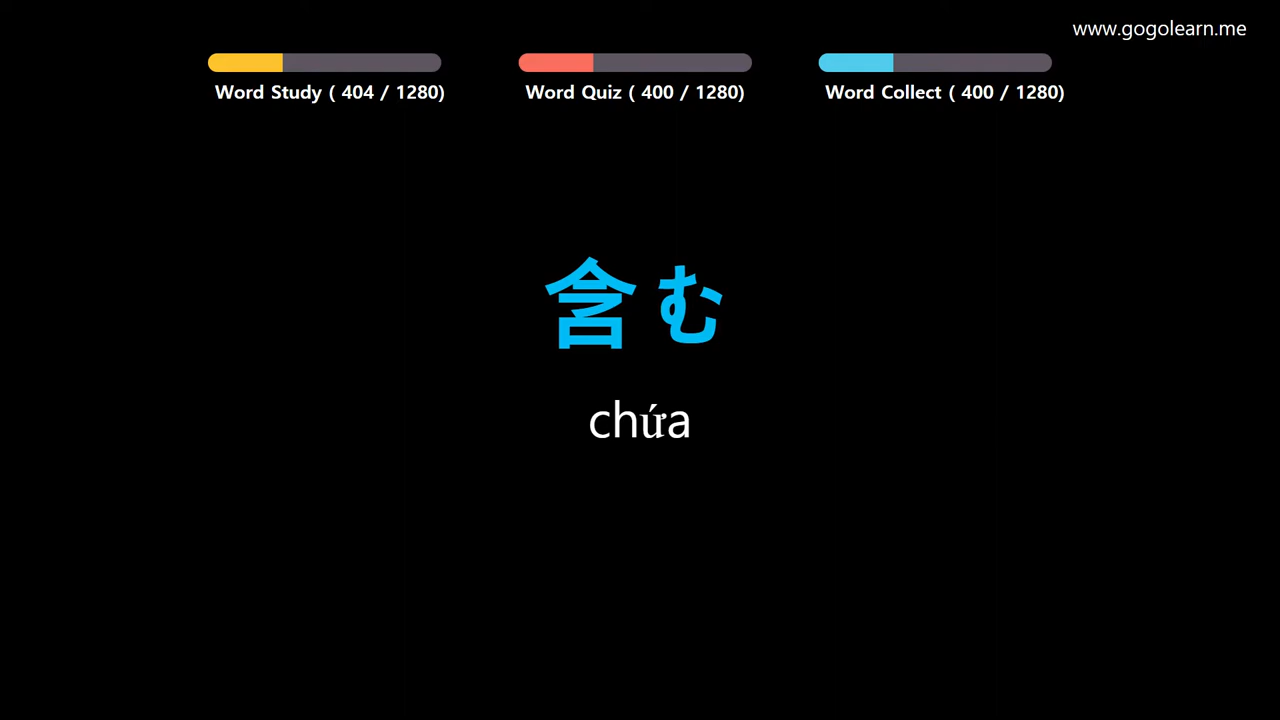 www.gogolearn.me
Word Study ( 404 / 1280)
Word Quiz ( 400 / 1280)
Word Collect ( 400 / 1280)
含む
chứa